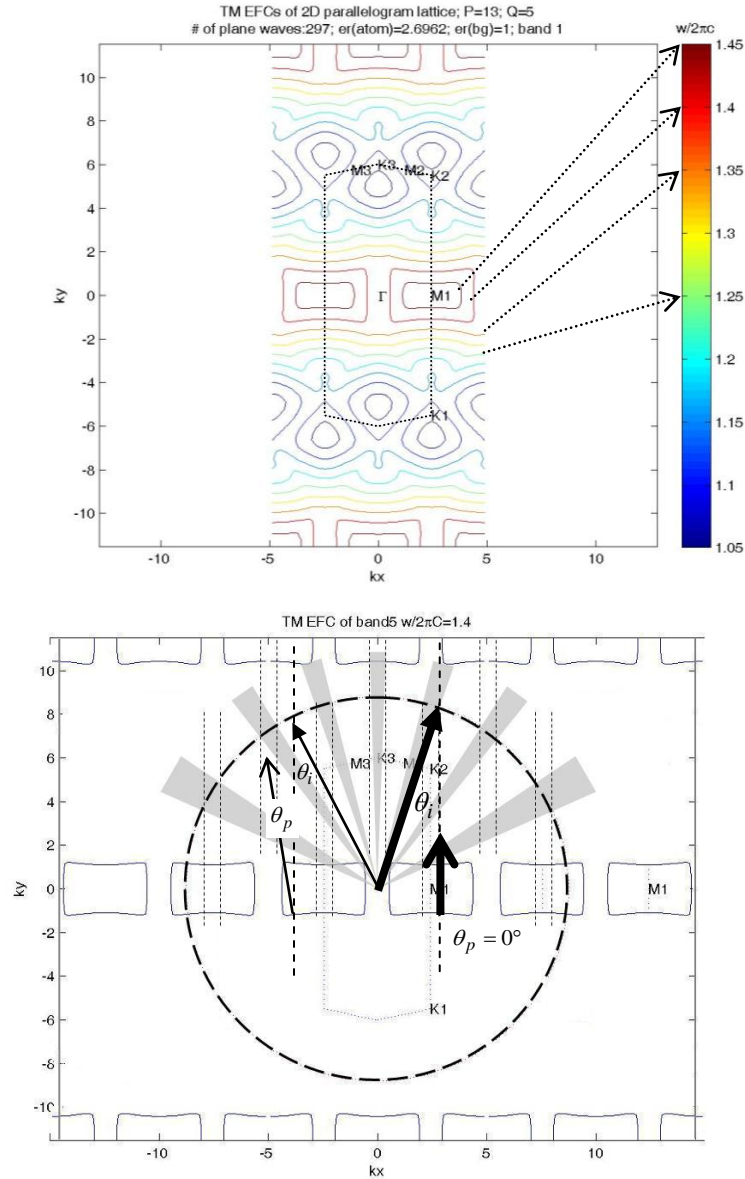 TM EFCs of 2D parallelogram lattice; P=13; Q=5
# of plane waves:297; er(atom)=2.6962; er(bg)=1; band 1
w/2πc
1.45
1.4
1.35
1.3
1.25
1.2
1.15
1.1
1.05
10
8
6
4
2
0
-2
-4
-6
-8
-10
ky
M3
K3
M2
K2
Γ
M1
K1
-10
-5
0
5
10
kx
TM EFC of band5 w/2πC=1.4
10
8
6
4
2
0
-2
-4
-6
-8
-10
ky
M3
K3
K2
θi
θi
θp
M1
M1
θp = 0°
K1
-10
-5
0
5
10
kx